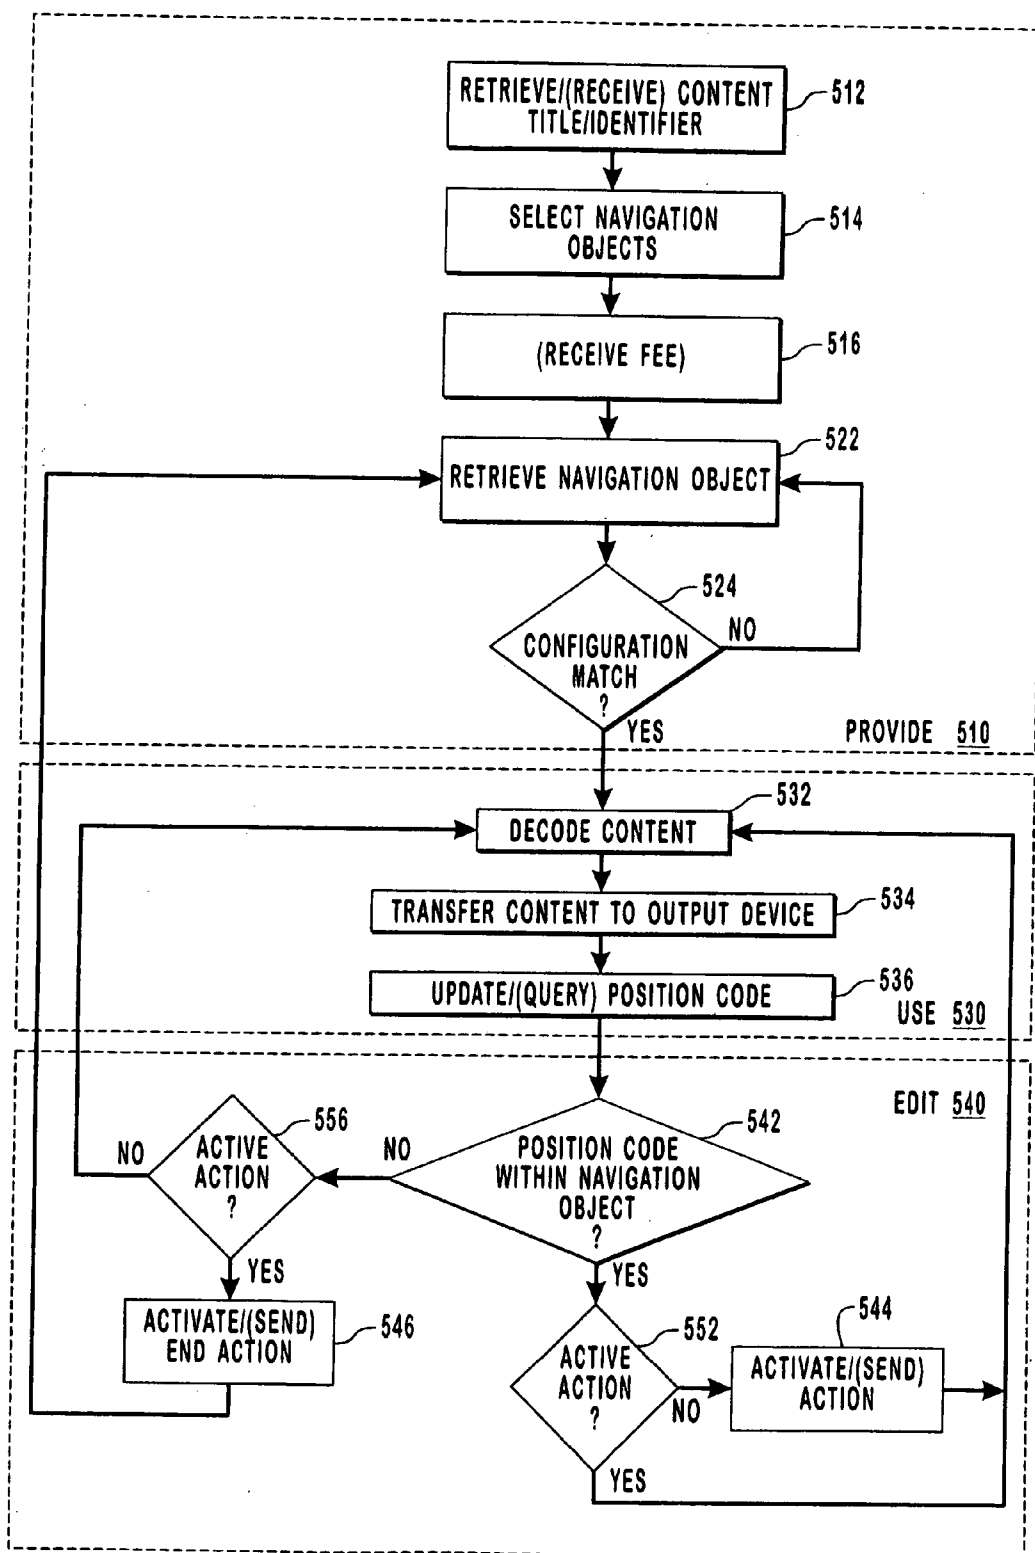 RETRIEVE/(RECEIVE) CONTENT
TITLE/IDENTIFIER
512
SELECT NAVIGATION
OBJECTS
514
(RECEIVE FEE)
516
RETRIEVE NAVIGATION OBJECT
522
CONFIGURATION
MATCH
?
524
NO
YES
PROVIDE 510
DECODE CONTENT
532
TRANSFER CONTENT TO OUTPUT DEVICE
534
UPDATE/(QUERY) POSITION CODE
536
USE 530
EDIT 540
POSITION CODE
WITHIN NAVIGATION
OBJECT
?
542
NO
YES
ACTIVE
ACTION
?
556
NO
YES
ACTIVATE/(SEND)
END ACTION
546
ACTIVE
ACTION
?
552
NO
YES
ACTIVATE/(SEND)
ACTION
544